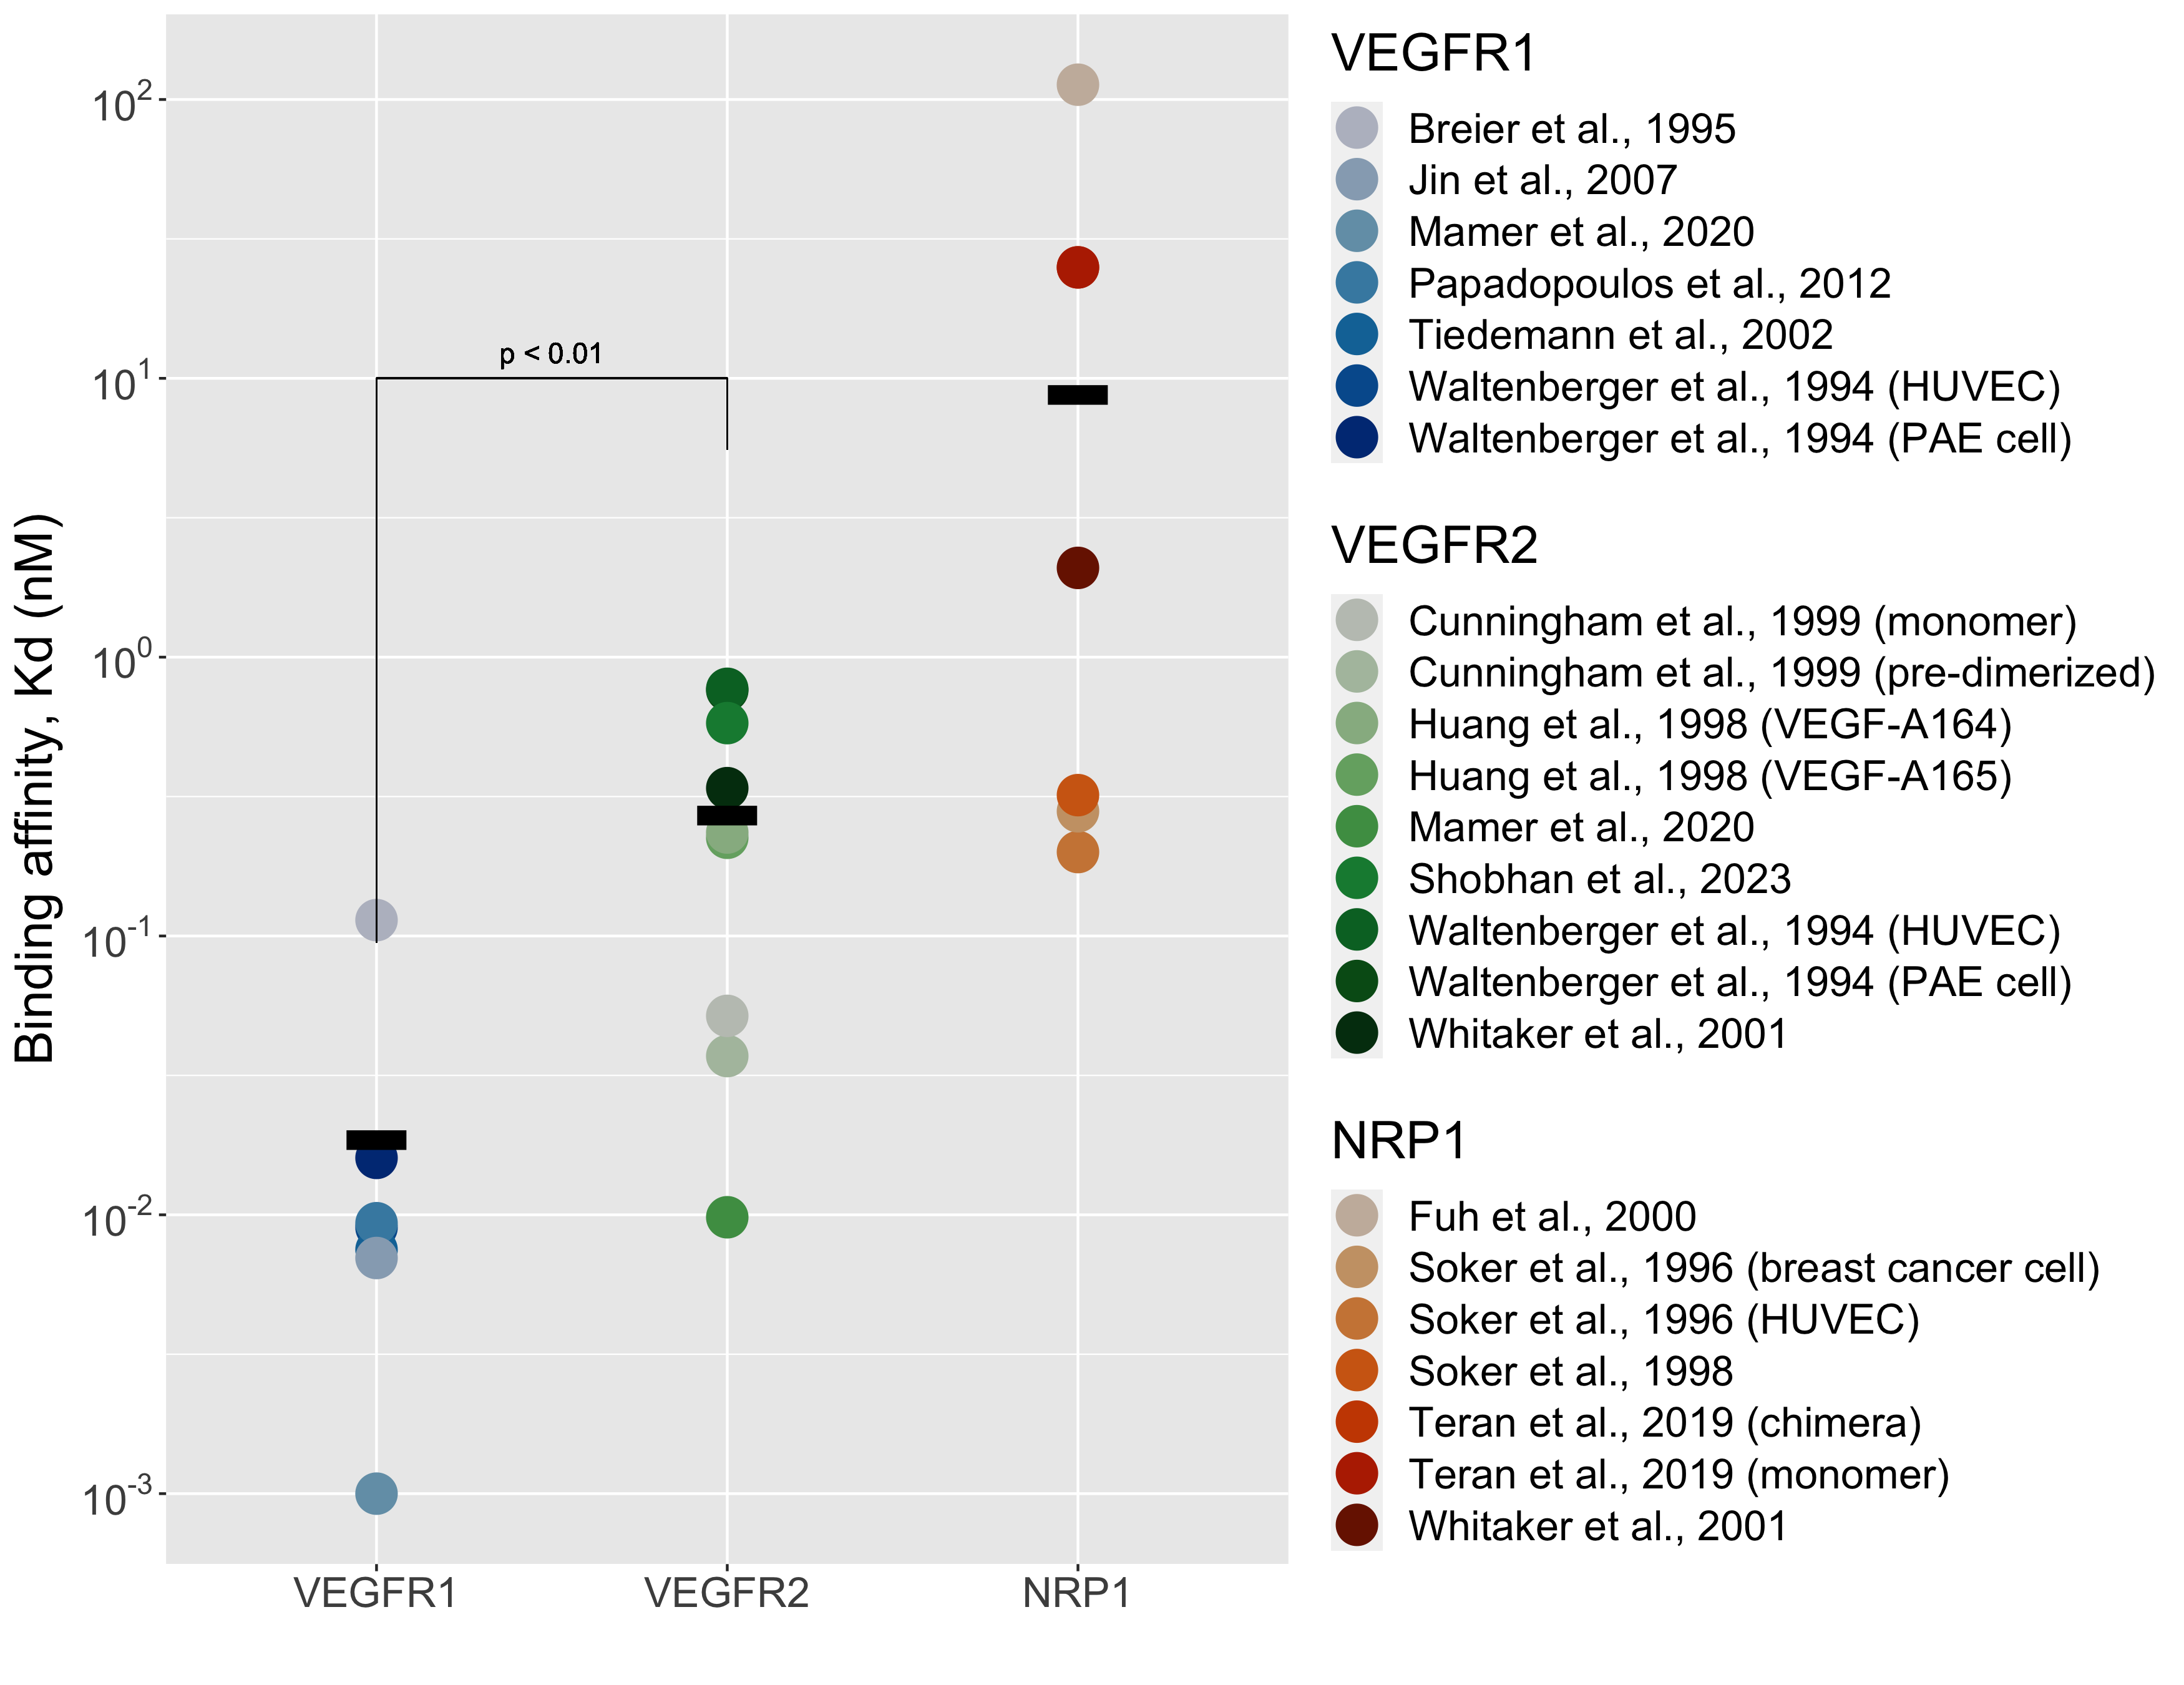 Binding affinity, Kd (nM)
10²
10¹
10⁰
10⁻¹
10⁻²
10⁻³
p < 0.01
VEGFR1
VEGFR2
NRP1
VEGFR1
Breier et al., 1995
Jin et al., 2007
Mamer et al., 2020
Papadopoulos et al., 2012
Tiedemann et al., 2002
Waltenberger et al., 1994 (HUVEC)
Waltenberger et al., 1994 (PAE cell)
VEGFR2
Cunningham et al., 1999 (monomer)
Cunningham et al., 1999 (pre-dimerized)
Huang et al., 1998 (VEGF-A164)
Huang et al., 1998 (VEGF-A165)
Mamer et al., 2020
Shobhan et al., 2023
Waltenberger et al., 1994 (HUVEC)
Waltenberger et al., 1994 (PAE cell)
Whitaker et al., 2001
NRP1
Fuh et al., 2000
Soker et al., 1996 (breast cancer cell)
Soker et al., 1996 (HUVEC)
Soker et al., 1998
Teran et al., 2019 (chimera)
Teran et al., 2019 (monomer)
Whitaker et al., 2001